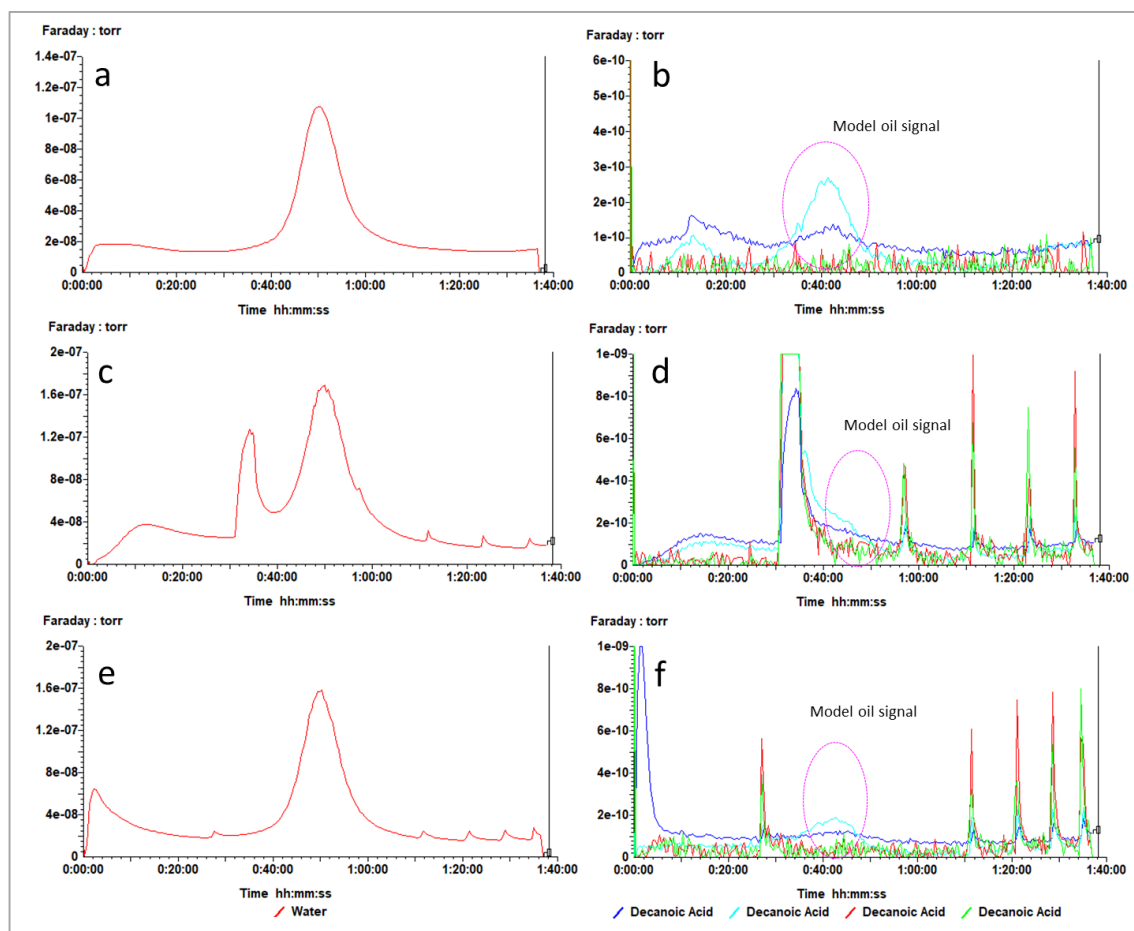 Faraday : torr
a
1.4e-07
1.2e-07
1.0e-07
8e-08
6e-08
4e-08
2e-08
0
0:00:00 0:20:00 0:40:00 1:00:00 1:20:00 1:40:00
Time hh:mm:ss
Faraday : torr
b
Model oil signal
6e-10
5e-10
4e-10
3e-10
2e-10
1e-10
0
0:00:00 0:20:00 0:40:00 1:00:00 1:20:00 1:40:00
Time hh:mm:ss
Faraday : torr
c
2e-07
1.6e-07
1.2e-07
8e-08
4e-08
0
0:00:00 0:20:00 0:40:00 1:00:00 1:20:00 1:40:00
Time hh:mm:ss
Faraday : torr
d
Model oil signal
1e-09
8e-10
6e-10
4e-10
2e-10
0
0:00:00 0:20:00 0:40:00 1:00:00 1:20:00 1:40:00
Time hh:mm:ss
Faraday : torr
e
2e-07
1.6e-07
1.2e-07
8e-08
4e-08
0
0:00:00 0:20:00 0:40:00 1:00:00 1:20:00 1:40:00
Time hh:mm:ss
Water
Faraday : torr
f
Model oil signal
1e-09
8e-10
6e-10
4e-10
2e-10
0
0:00:00 0:20:00 0:40:00 1:00:00 1:20:00 1:40:00
Time hh:mm:ss
Decanoic Acid Decanoic Acid Decanoic Acid Decanoic Acid